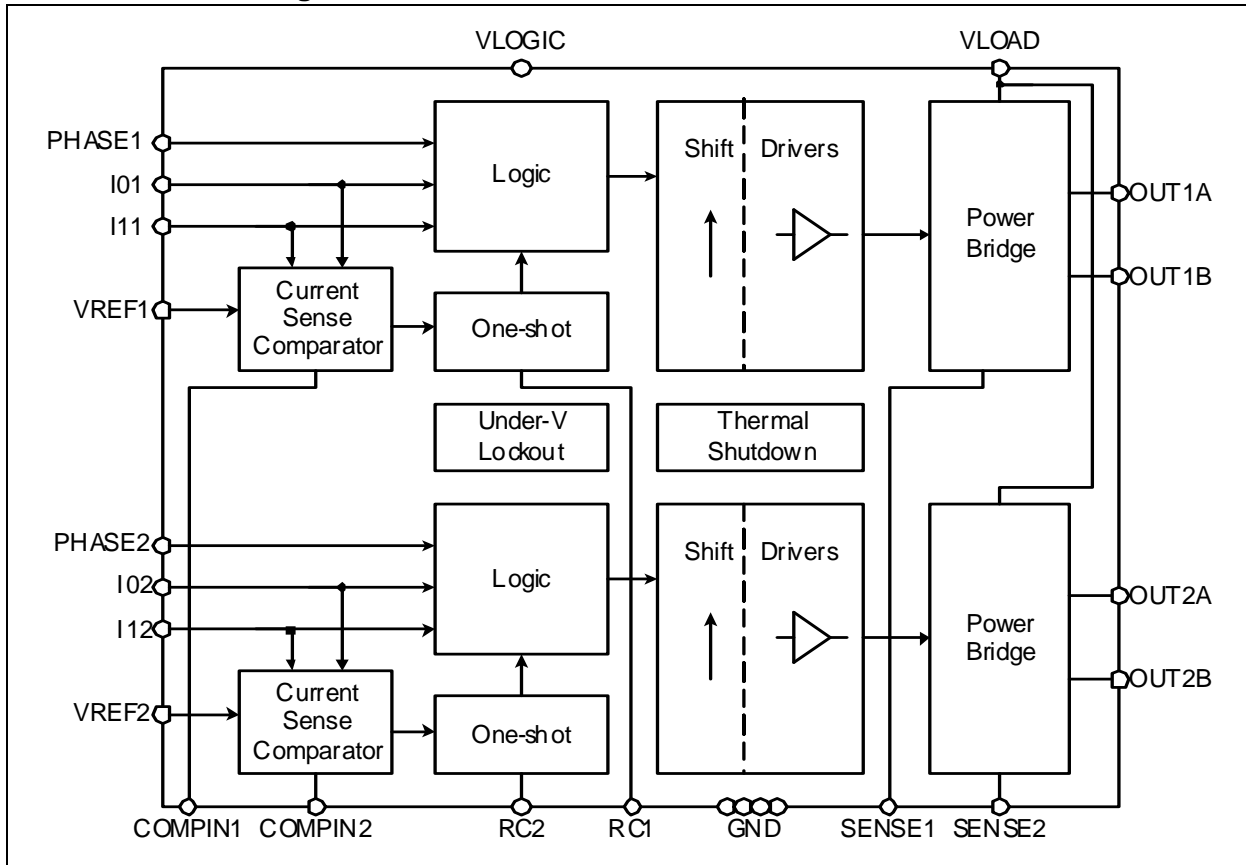 VLOGIC
VLOAD
PHASE1
I01
I11
VREF1
Logic
Current
Sense
Comparator
One-shot
Shift
Drivers
Power
Bridge
OUT1A
OUT1B
Under-V
Lockout
Thermal
Shutdown
PHASE2
I02
I12
VREF2
Logic
Current
Sense
Comparator
One-shot
Shift
Drivers
Power
Bridge
OUT2A
OUT2B
COMPIN1
COMPIN2
RC2
RC1
GND
SENSE1
SENSE2